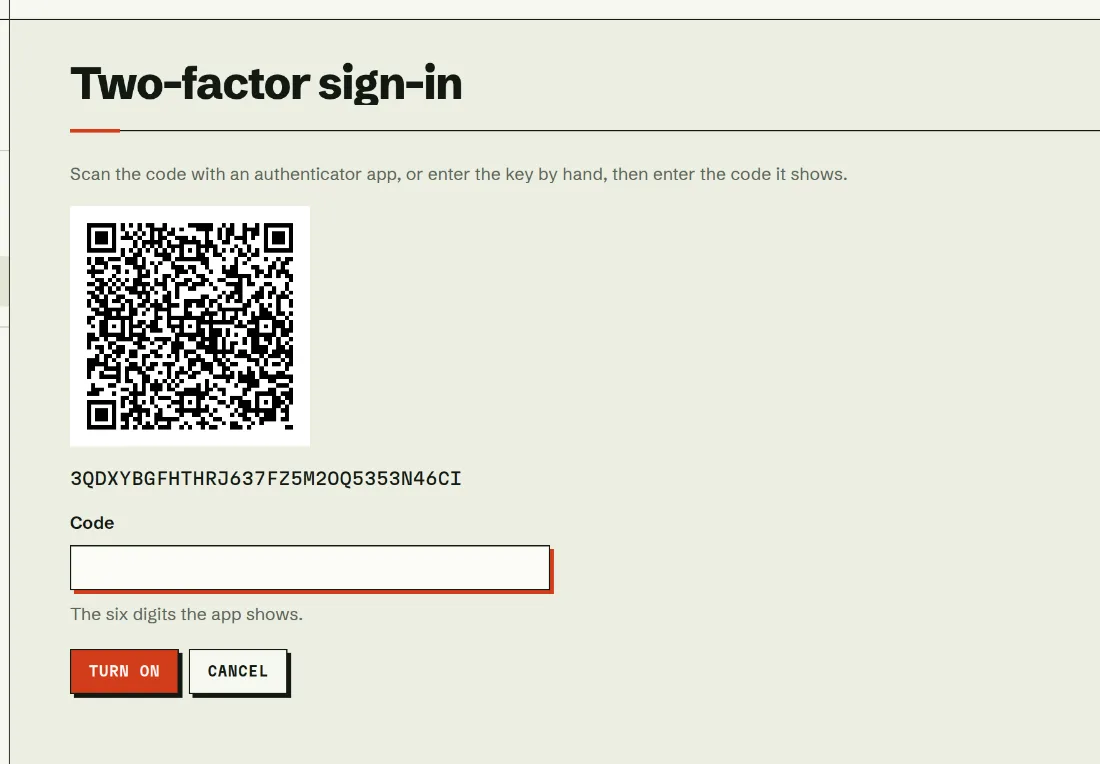 Two-factor sign-in
Scan the code with an authenticator app, or enter the key by hand, then enter the code it shows.
3QDXYBGFHTHRJ637FZ5M2OQ5353N46CI
Code
The six digits the app shows.
TURN ON
CANCEL